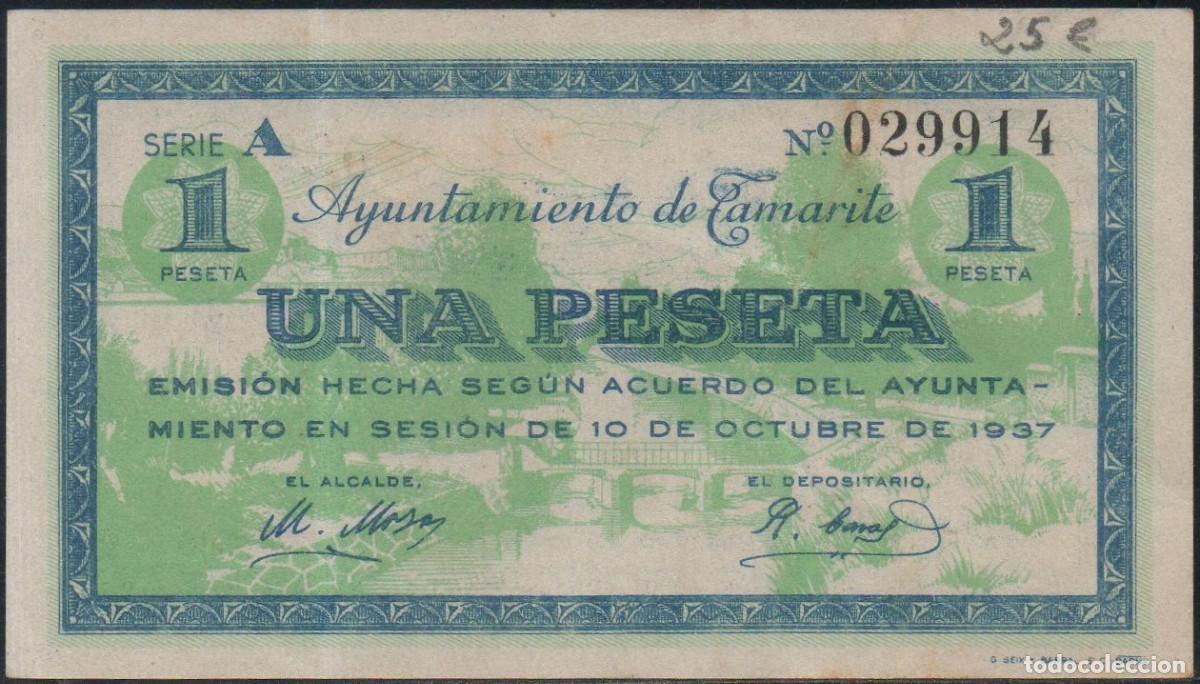 25 €
SERIE A
Nº 029914
1
PESETA
Ayuntamiento de Tamarite
1
PESETA
UNA PESETA
EMISIÓN HECHA SEGÚN ACUERDO DEL AYUNTA-
MIENTO EN SESIÓN DE 10 DE OCTUBRE DE 1937
EL ALCALDE,
EL DEPOSITARIO,
M.
R.
G
todocoleccion